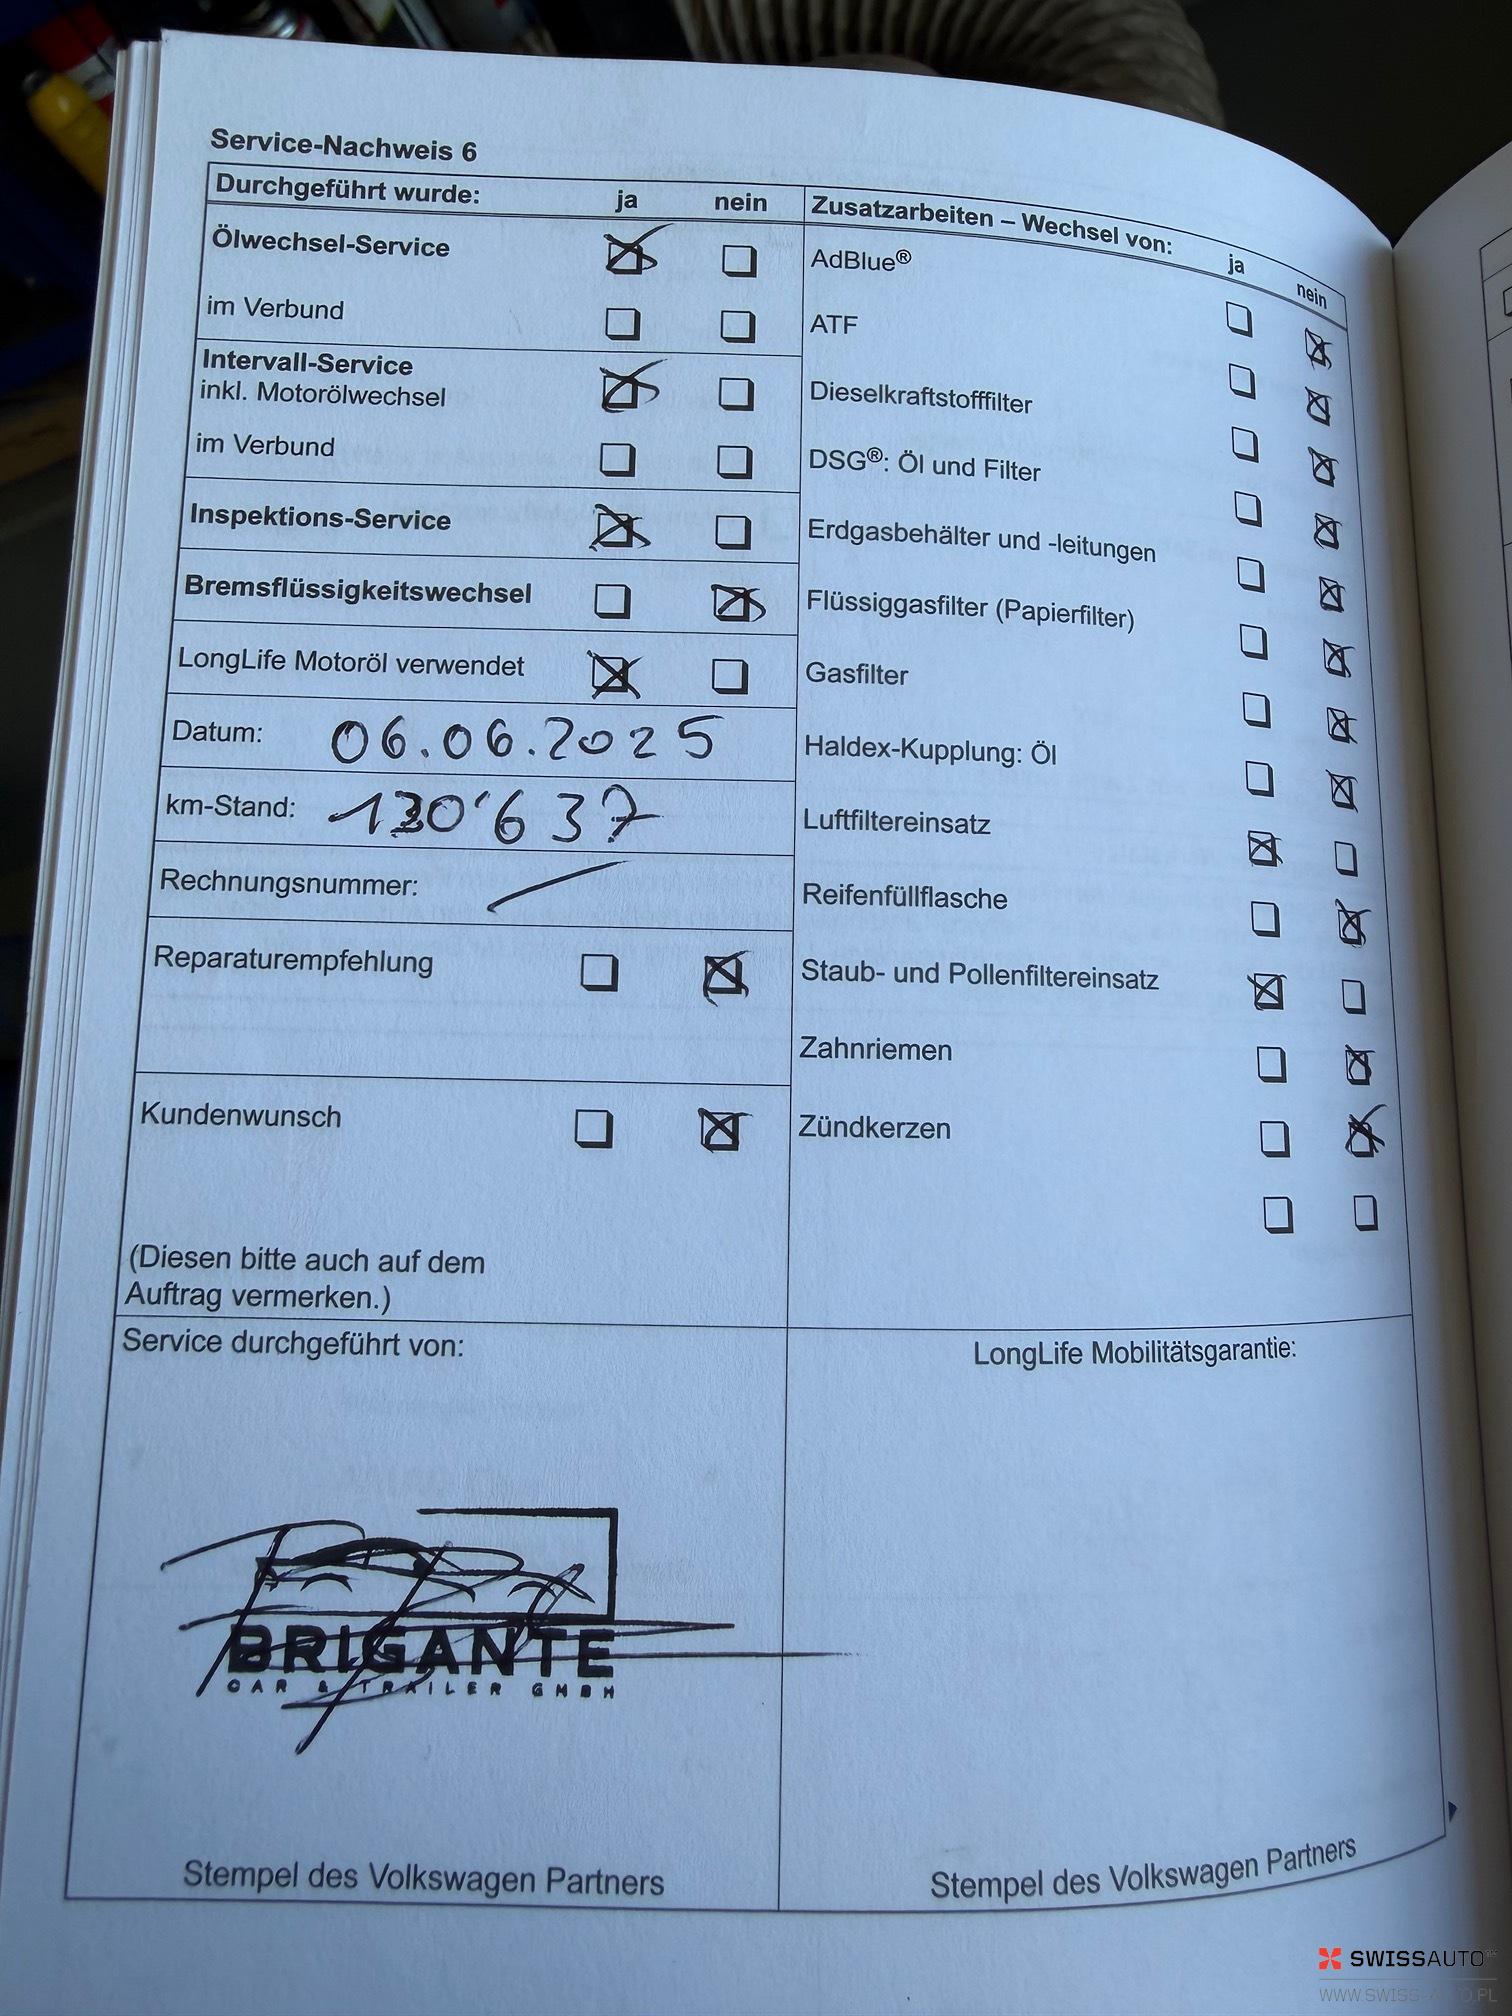 Service-Nachweis 6
Durchgeführt wurde: ja nein
Ölwechsel-Service
im Verbund
Intervall-Service
inkl. Motorölwechsel
im Verbund
Inspektions-Service
Bremsflüssigkeitswechsel
LongLife Motoröl verwendet
Datum: 06.06.2025
km-Stand: 130'637
Rechnungsnummer:
Reparaturempfehlung
Kundenwunsch
(Diesen bitte auch auf dem
Auftrag vermerken.)
Zusatzarbeiten – Wechsel von: ja nein
AdBlue®
ATF
Dieselkraftstofffilter
DSG®: Öl und Filter
Erdgasbehälter und -leitungen
Flüssiggasfilter (Papierfilter)
Gasfilter
Haldex-Kupplung: Öl
Luftfiltereinsatz
Reifenfüllflasche
Staub- und Pollenfiltereinsatz
Zahnriemen
Zündkerzen
Service durchgeführt von:
BRIGANTE
CAR & TRAILER GMBH
Stempel des Volkswagen Partners
LongLife Mobilitätsgarantie:
Stempel des Volkswagen Partners
SWISSAUTO
WWW.SWISS-AUTO.PL